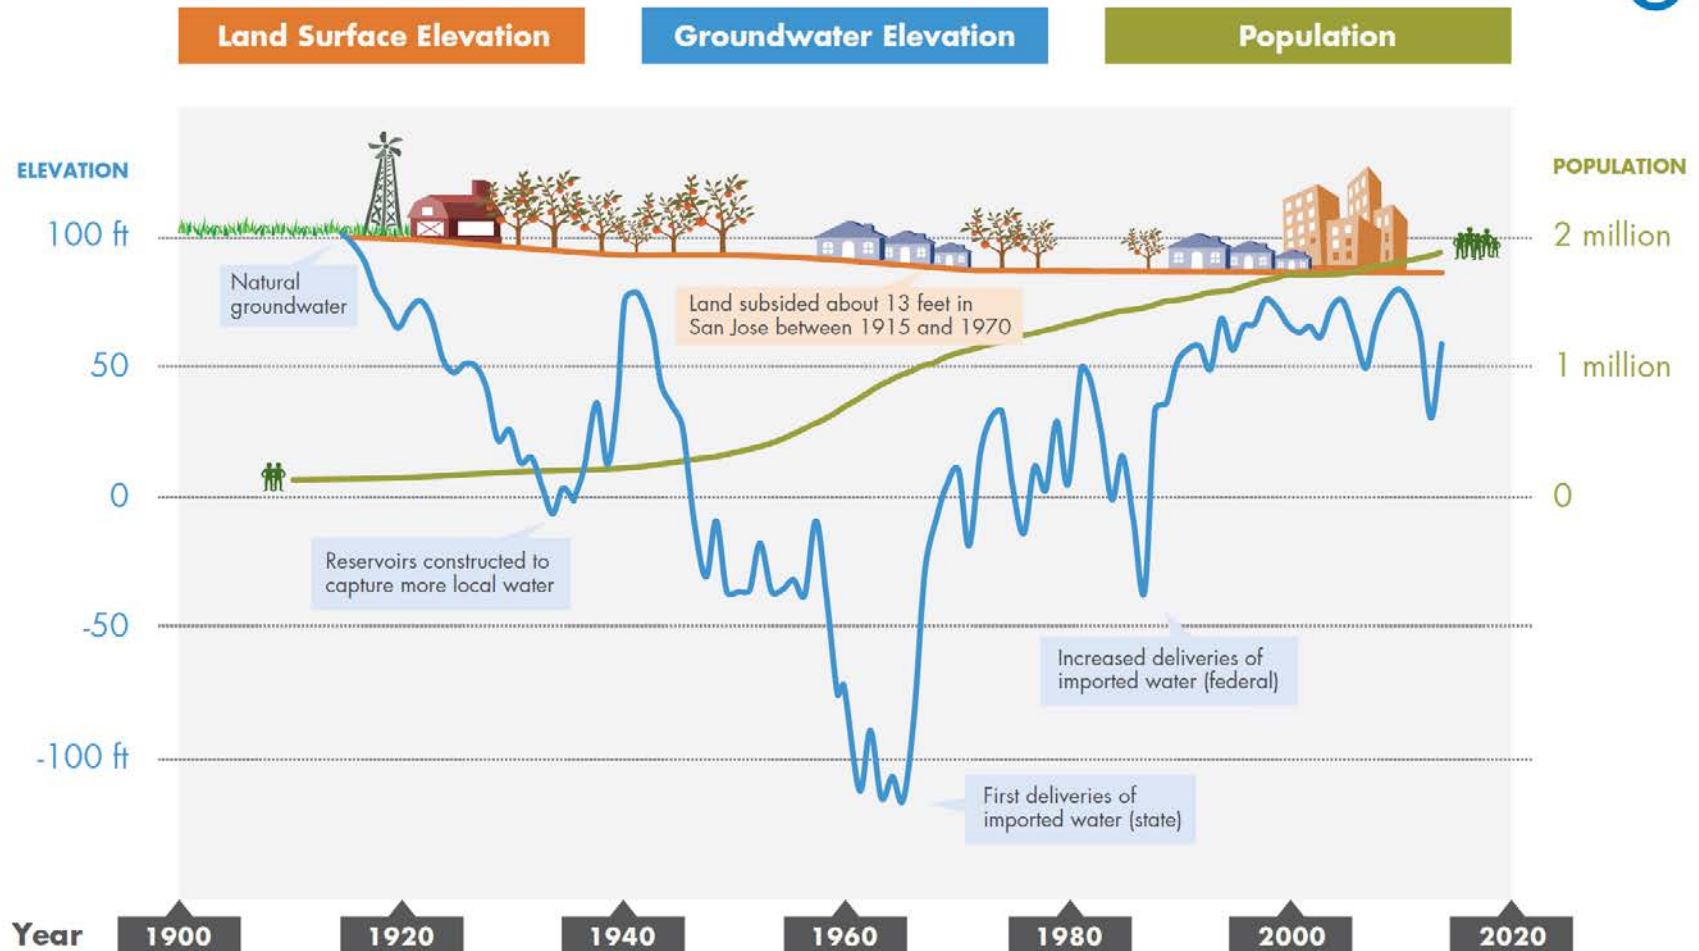 Land Surface Elevation
Groundwater Elevation
Population
ELEVATION
POPULATION
100 ft
2 million
Natural
groundwater
Land subsided about 13 feet in
San Jose between 1915 and 1970
50
1 million
0
0
Reservoirs constructed to
capture more local water
-50
Increased deliveries of
imported water (federal)
-100 ft
First deliveries of
imported water (state)
Year
1900
1920
1940
1960
1980
2000
2020